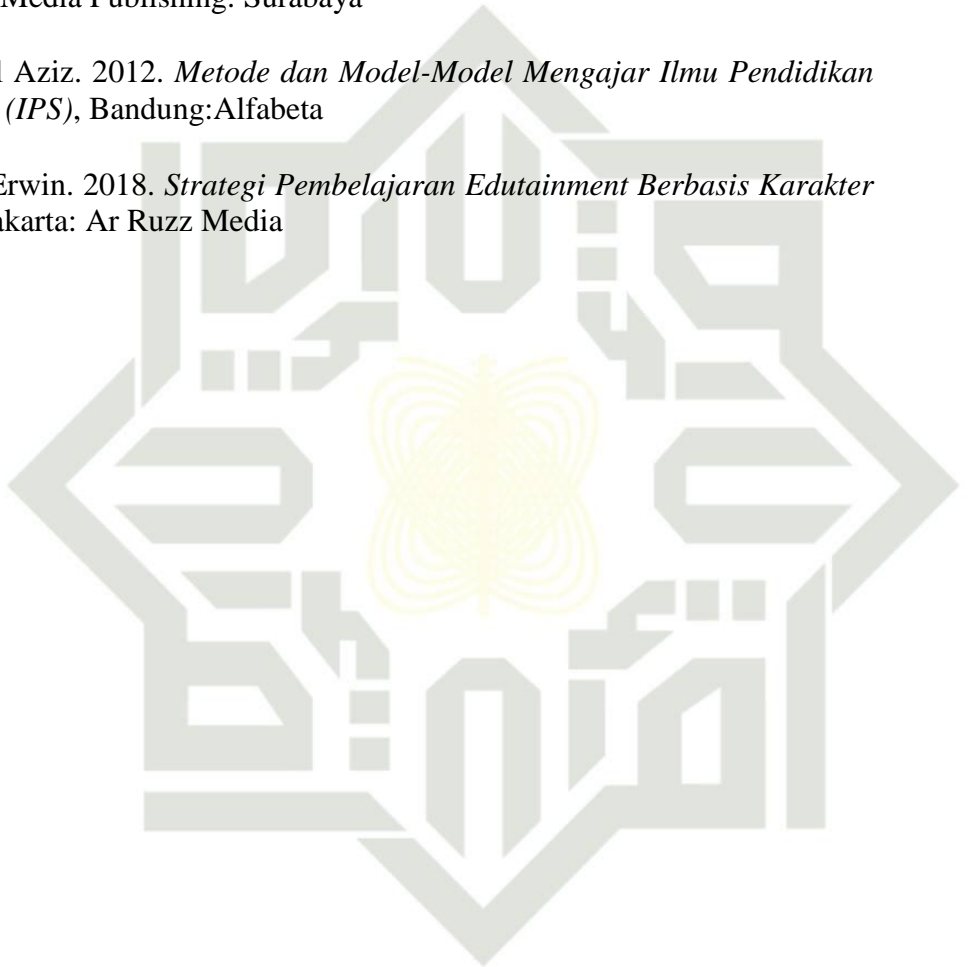 Media Publishing. Surabaya
Aziz. 2012. Metode dan Model-Model Mengajar Ilmu Pendidikan
(IPS), Bandung:Alfabeta
Erwin. 2018. Strategi Pembelajaran Edutainment Berbasis Karakter
akarta: Ar Ruzz Media